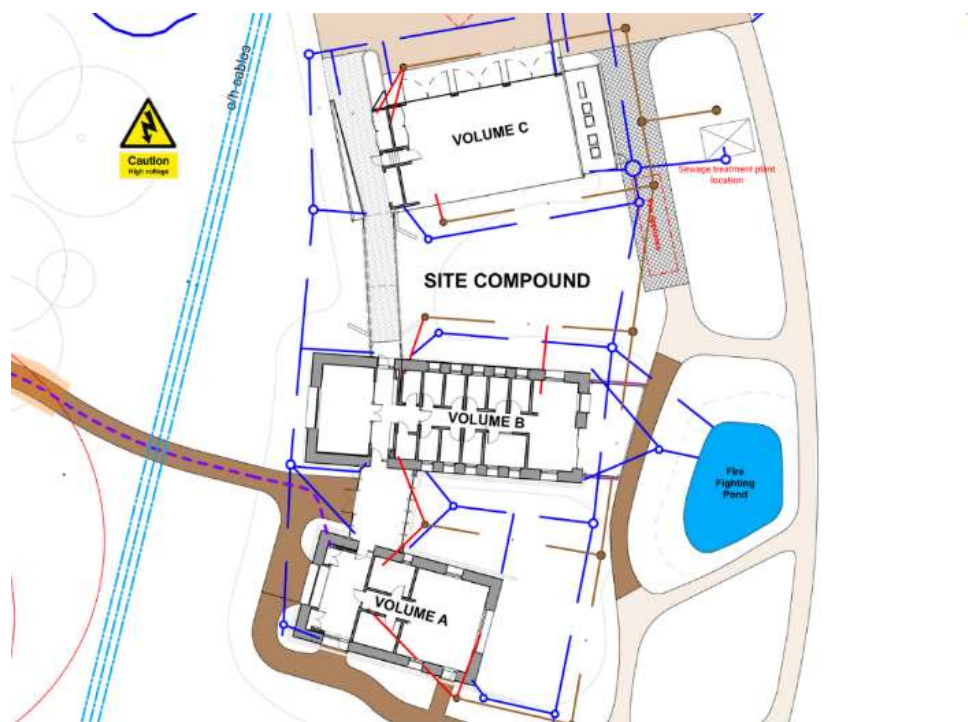 o/h cables
Caution
High voltage
VOLUME C
Sewage treatment plant
location
SITE COMPOUND
VOLUME B
Fire
Fighting
Pond
VOLUME A